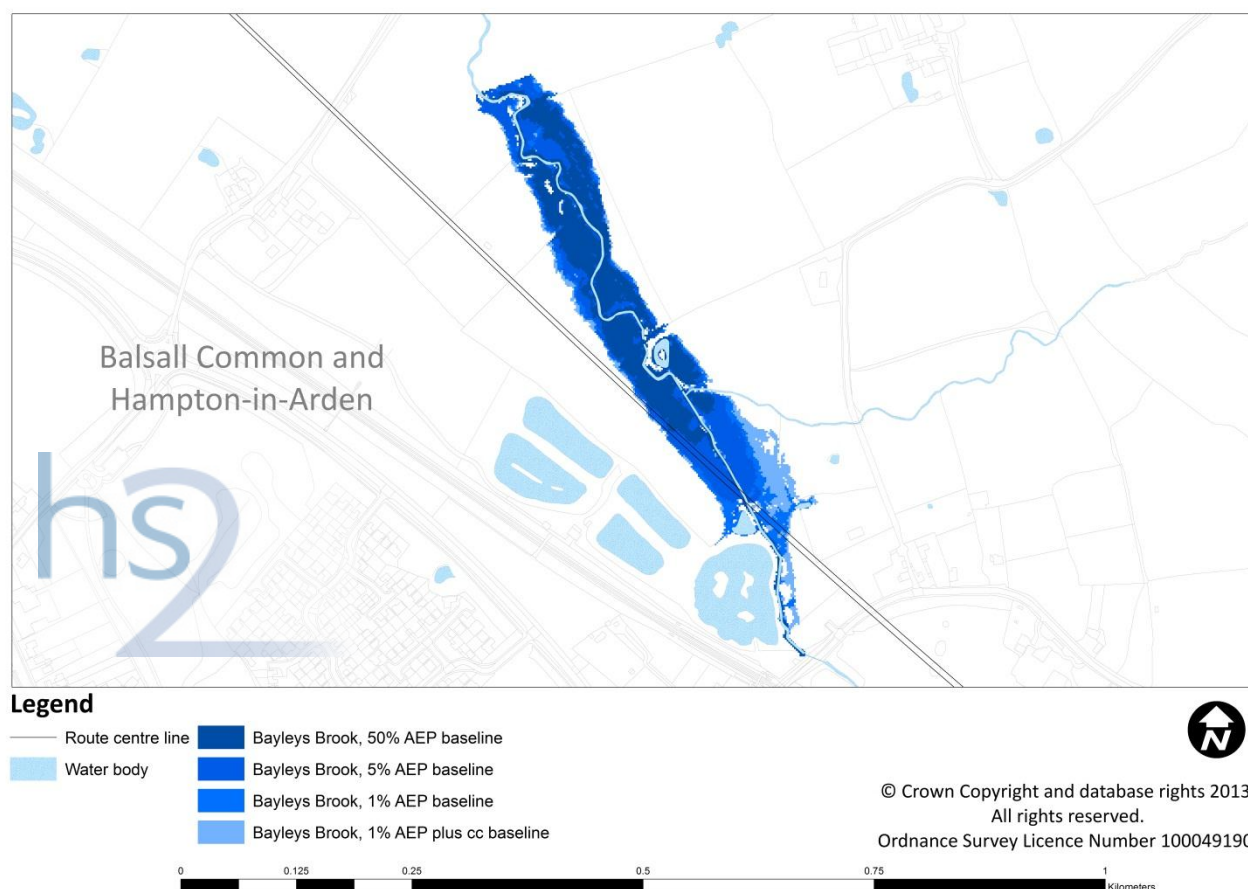 Balsall Common and
Hampton-in-Arden
hs2
Legend
Route centre line
Water body
Bayleys Brook, 50% AEP baseline
Bayleys Brook, 5% AEP baseline
Bayleys Brook, 1% AEP baseline
Bayleys Brook, 1% AEP plus cc baseline
N
© Crown Copyright and database rights 2013
All rights reserved.
Ordnance Survey Licence Number 100049190
0 0.125 0.25 0.5 0.75 1
Kilometers